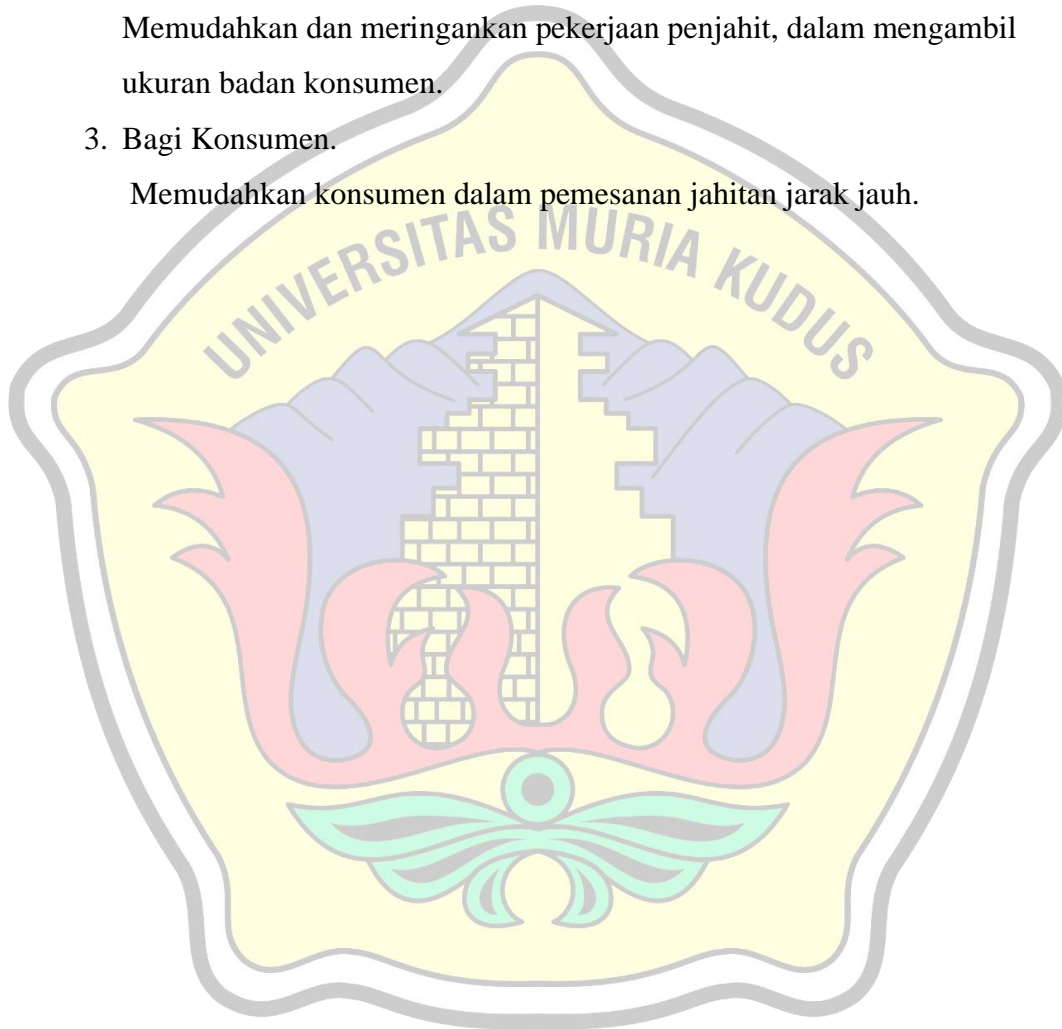 Memudahkan dan meringankan pekerjaan penjahit, dalam mengambil
ukuran badan konsumen.
3. Bagi Konsumen.
Memudahkan konsumen dalam pemesanan jahitan jarak jauh.
UNIVERSITAS MURIA KUDUS